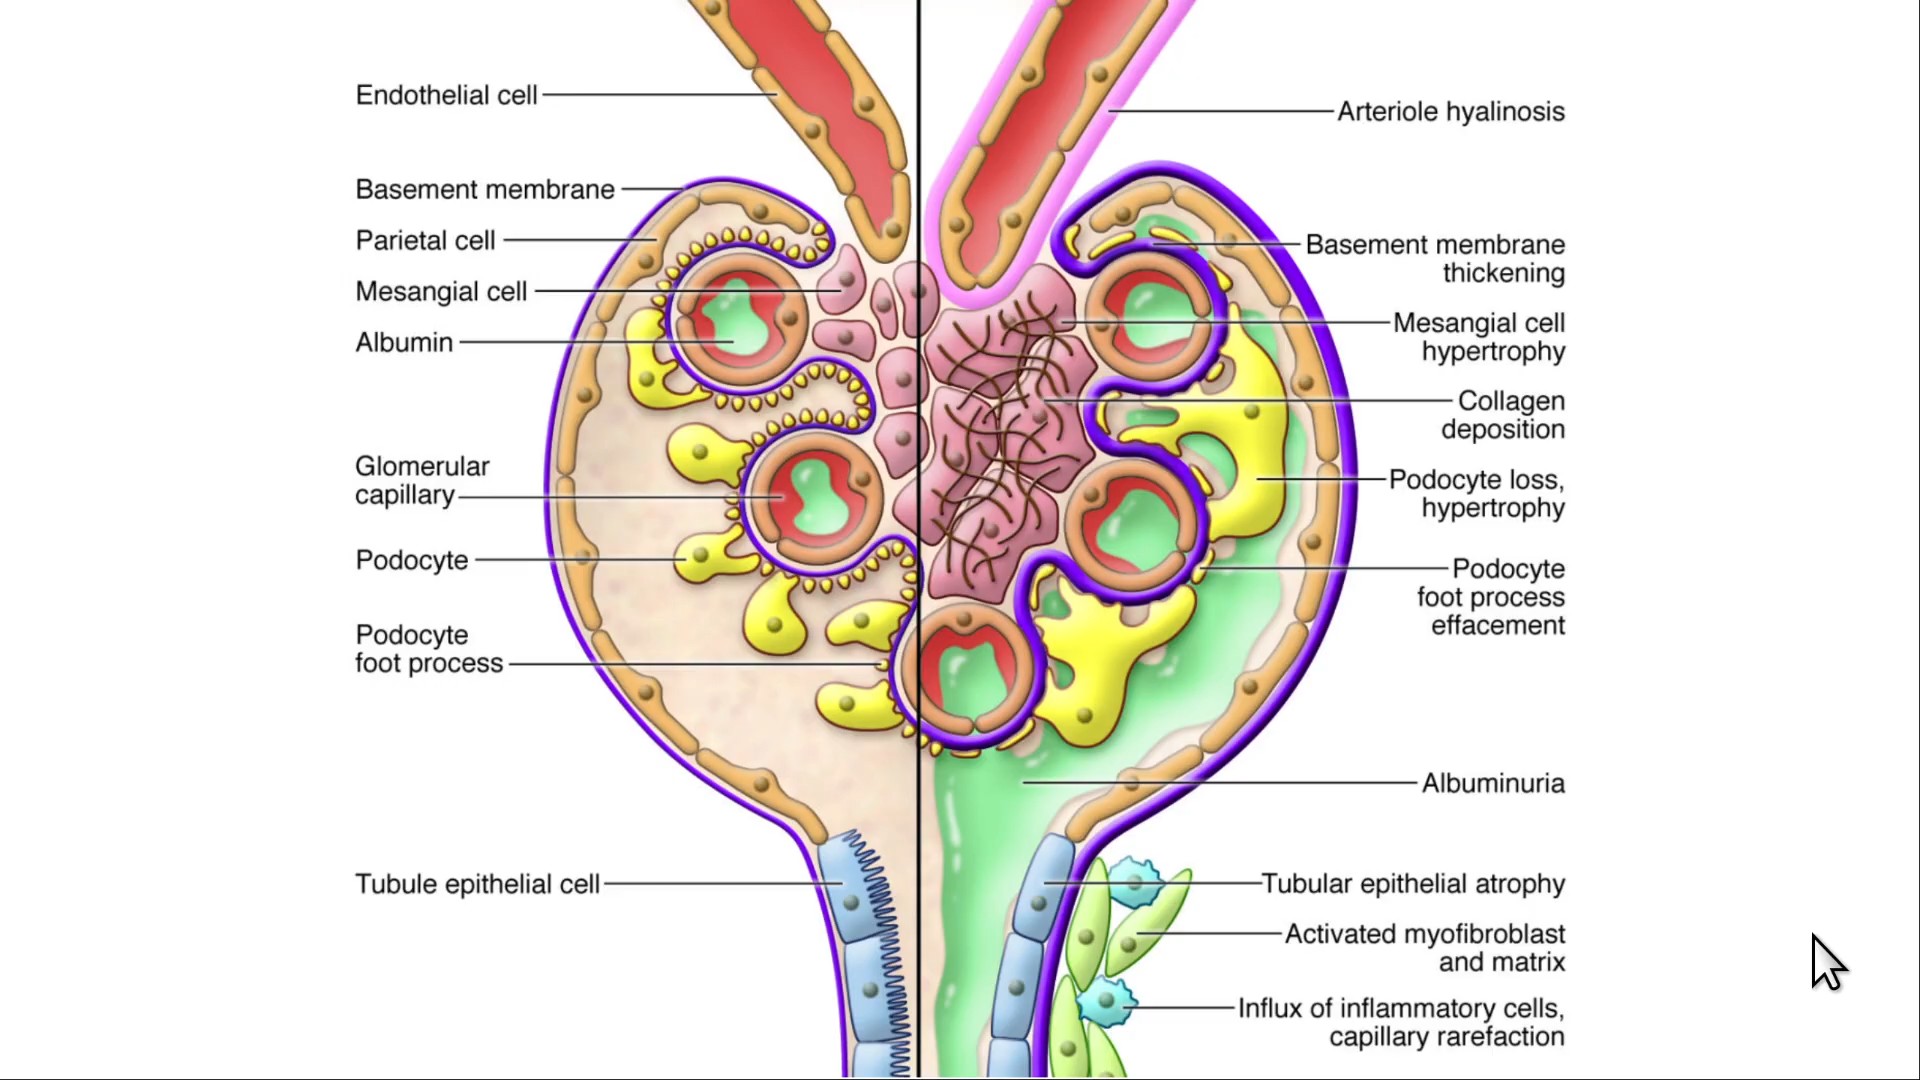 Endothelial cell
Basement membrane
Parietal cell
Mesangial cell
Albumin
Glomerular
capillary
Podocyte
Podocyte
foot process
Tubule epithelial cell
Arteriole hyalinosis
Basement membrane
thickening
Mesangial cell
hypertrophy
Collagen
deposition
Podocyte loss,
hypertrophy
Podocyte
foot process
effacement
Albuminuria
Tubular epithelial atrophy
Activated myofibroblast
and matrix
Influx of inflammatory cells,
capillary rarefaction